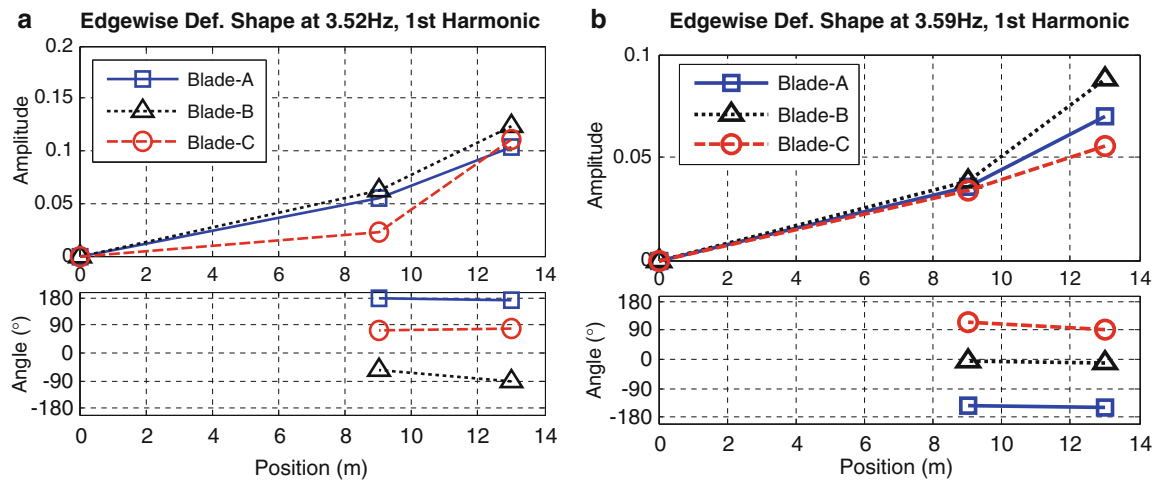 a
Edgewise Def. Shape at 3.52Hz, 1st Harmonic
0.2
0.15
0.1
0.05
0
Amplitude
Blade-A
Blade-B
Blade-C
0 2 4 6 8 10 12 14
180
90
0
-90
-180
Angle (°)
0 2 4 6 8 10 12 14
Position (m)
b
Edgewise Def. Shape at 3.59Hz, 1st Harmonic
0.1
0.05
0
Amplitude
Blade-A
Blade-B
Blade-C
0 2 4 6 8 10 12 14
180
90
0
-90
-180
Angle (°)
0 2 4 6 8 10 12 14
Position (m)